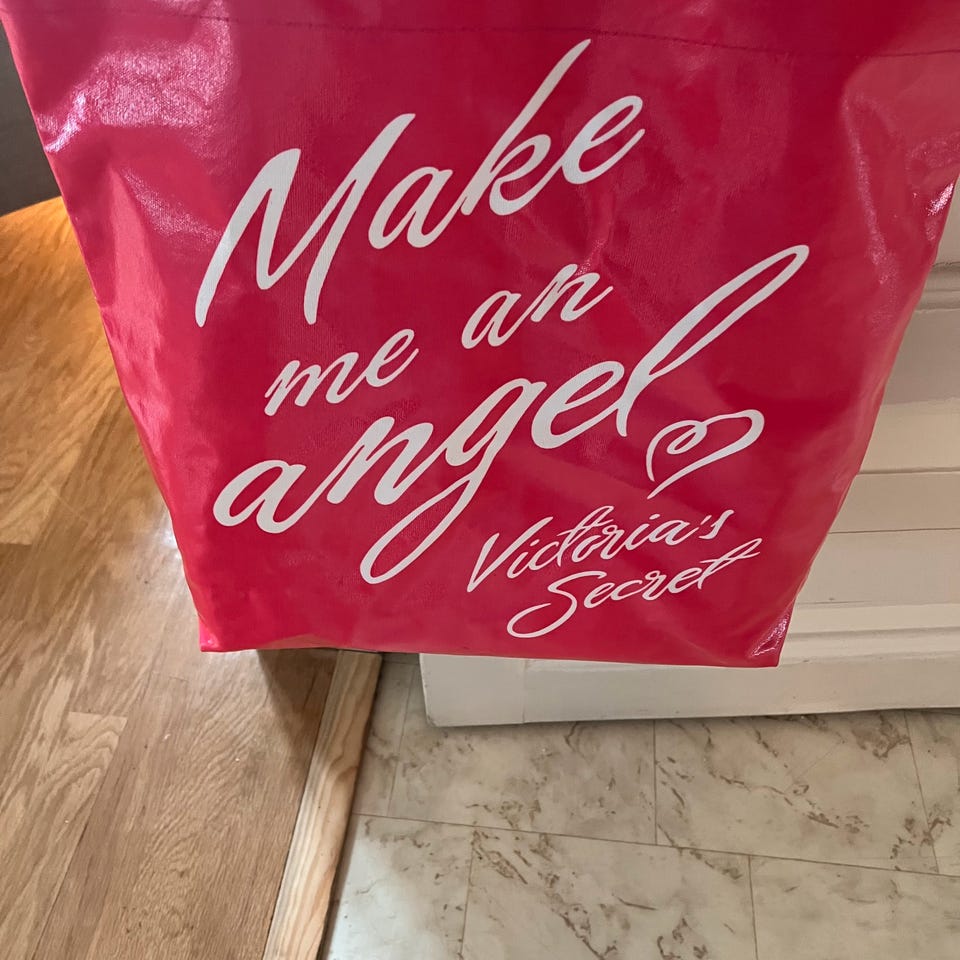 Make
me an
angel
Victoria's
Secret